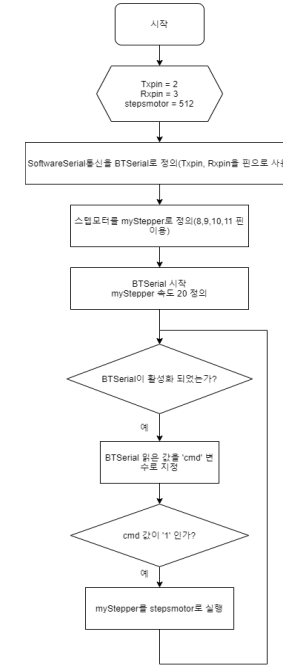 시작
Txpin = 2
Rxpin = 3
stepsmotor = 512
SoftwareSerial통신을 BTSerial로 정의(Txpin, Rxpin을 핀으로 사용
스텝모터를 myStepper로 정의(8,9,10,11 핀
이용)
BTSerial 시작
myStepper 속도 20 정의
BTSerial이 활성화 되었는가?
예
BTSerial 읽은 값을 'cmd' 변
수로 지정
cmd 값이 '1' 인가?
예
myStepper를 stepsmotor로 실행